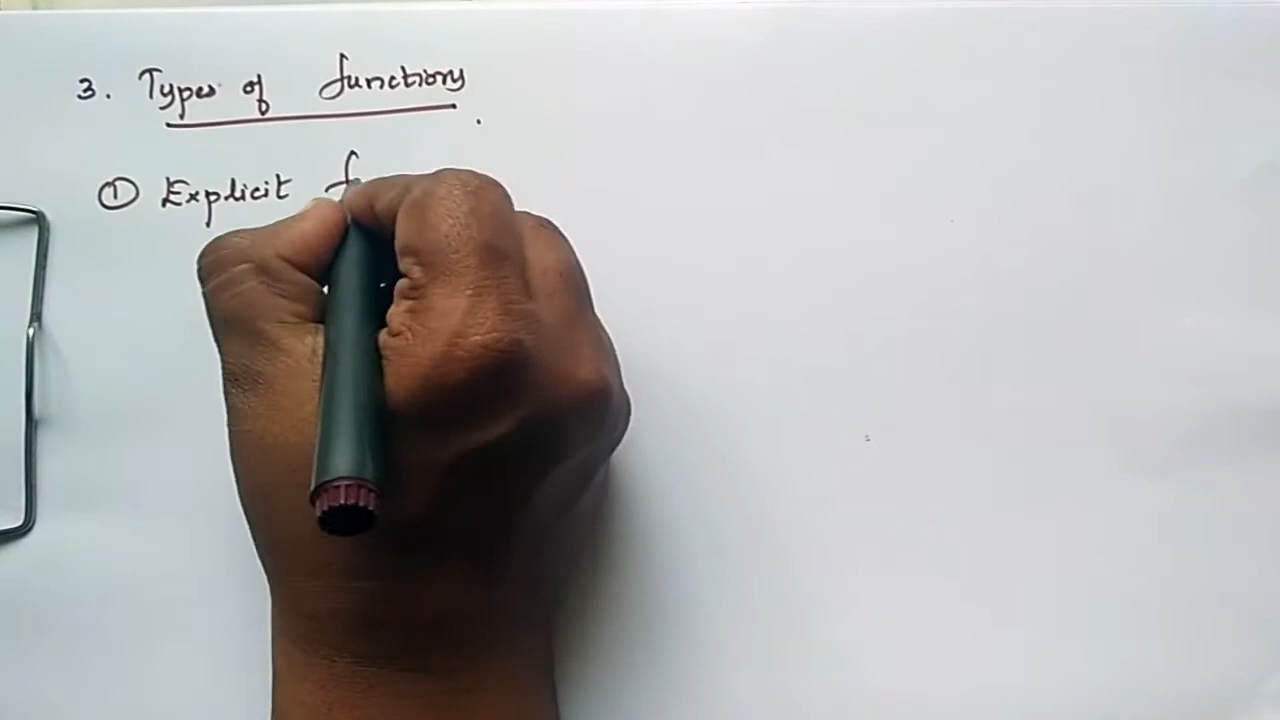 3. Types of functions.
① Explicit f